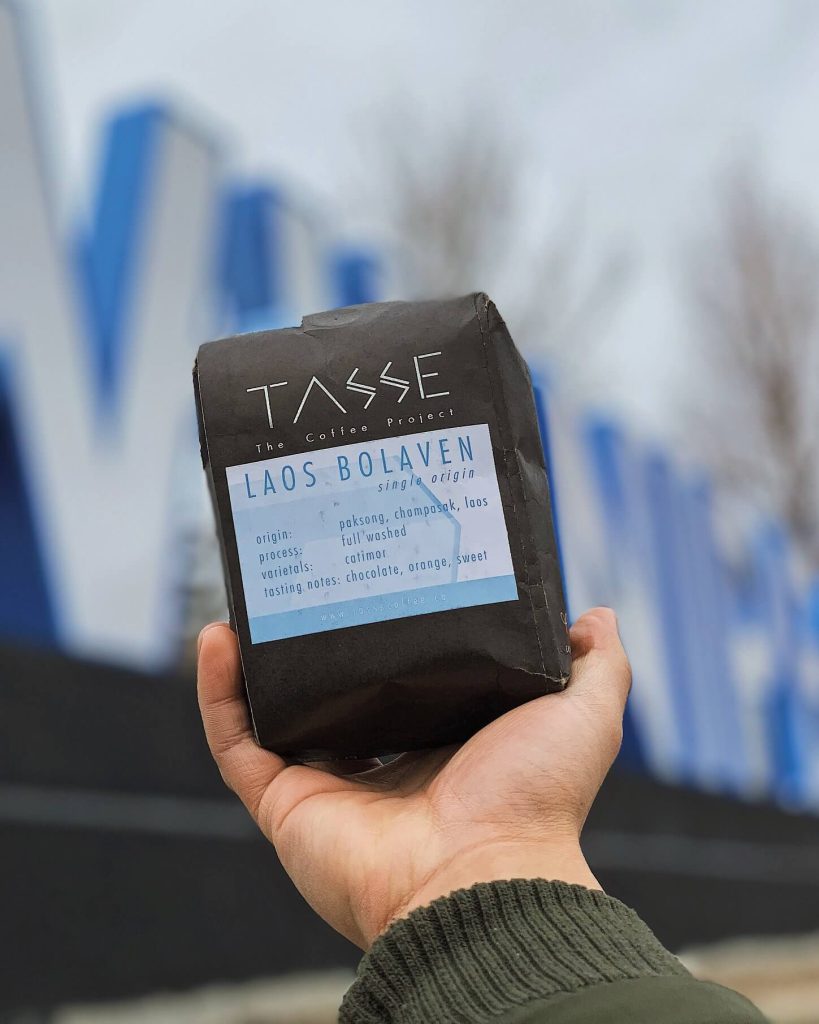 TASSE
The Coffee Project
LAOS BOLAVEN
single origin
origin: paksong, champasak, laos
process: full washed
varietals: catimor
tasting notes: chocolate, orange, sweet